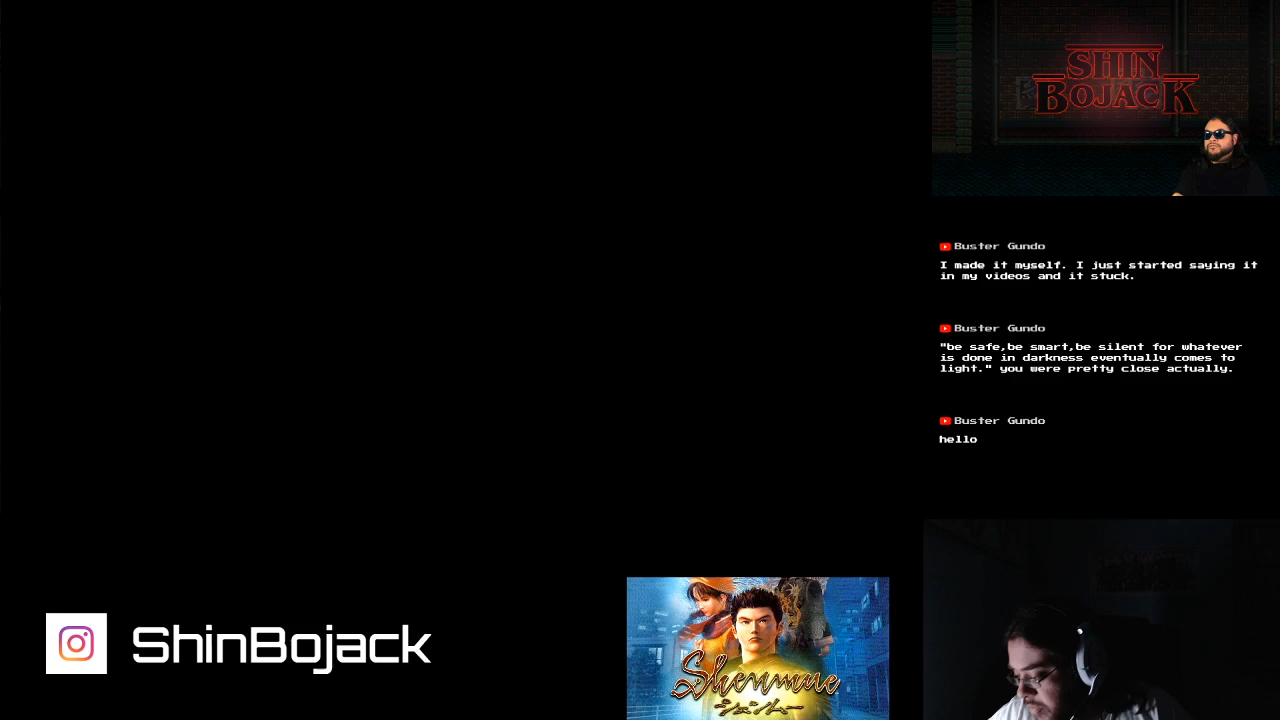 SHIN
BOJACK
Buster Gundo
I made it myself. I just started saying it
in my videos and it stuck.
Buster Gundo
"be safe,be smart,be silent for whatever
is done in darkness eventually comes to
light." you were pretty close actually.
Buster Gundo
hello
ShinBojack
Shenmue
シェンムー